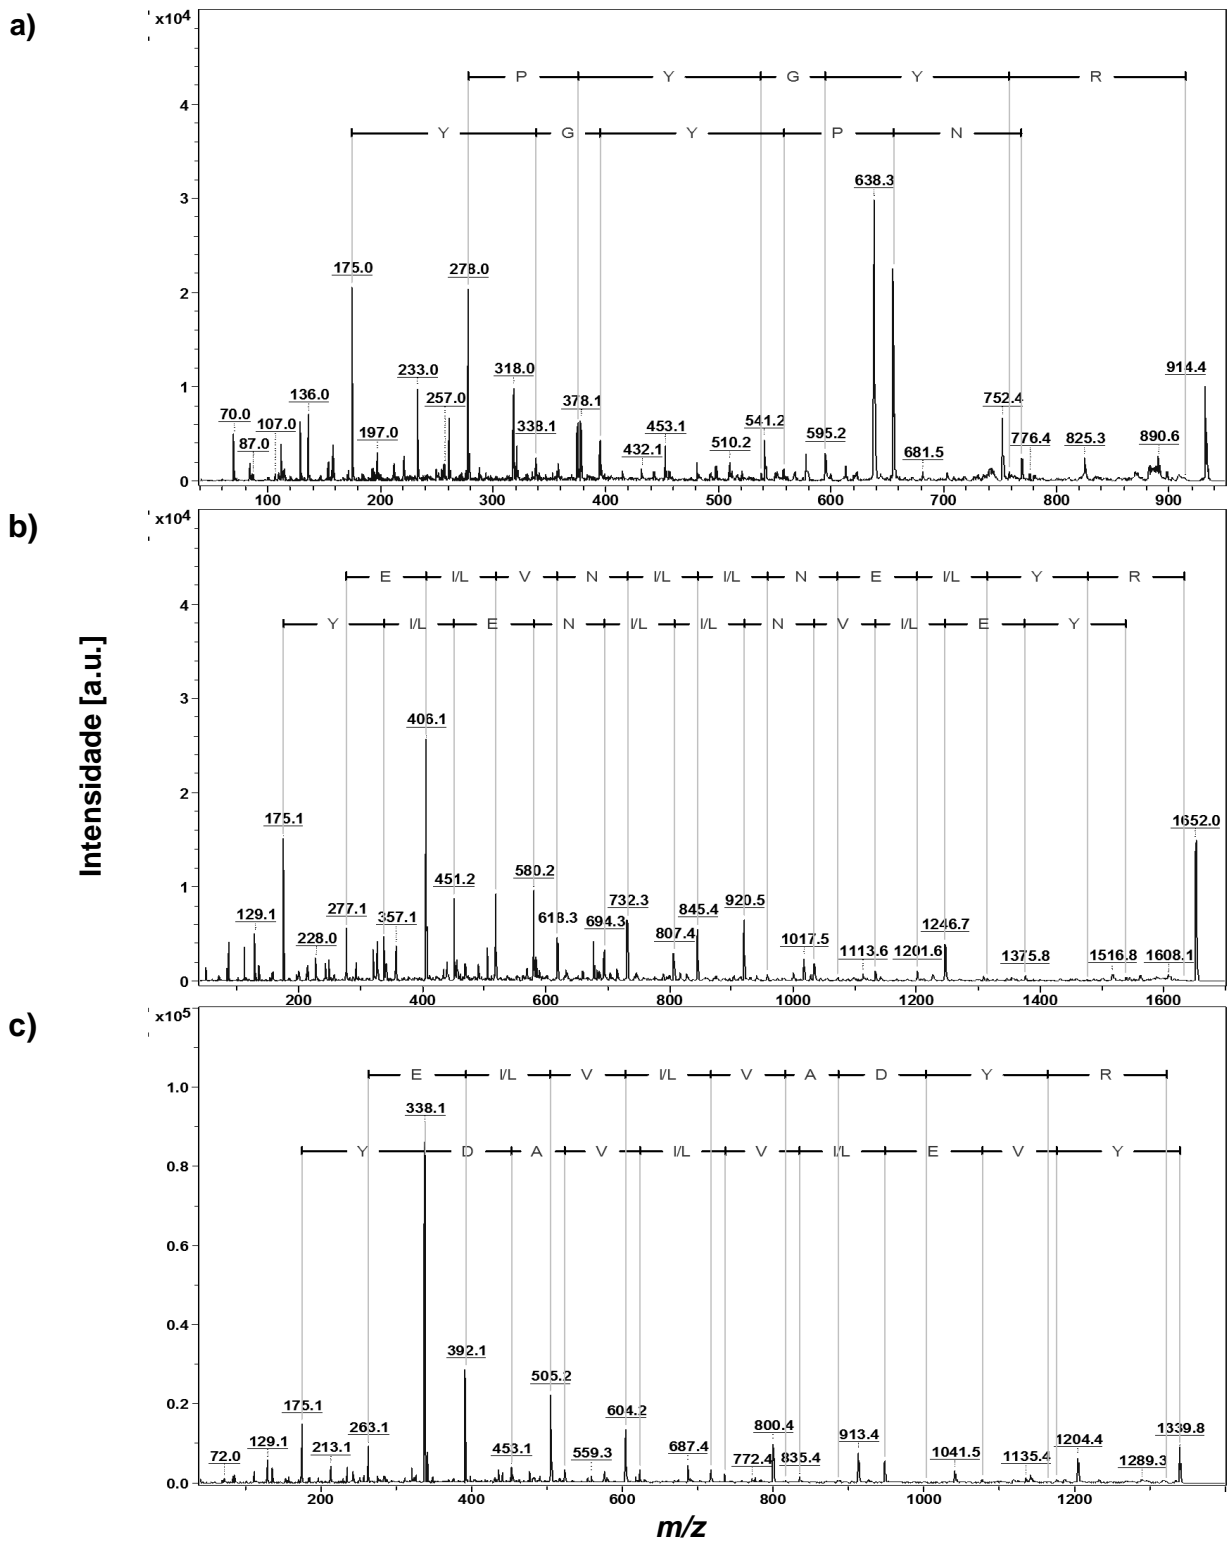 a)
x10⁴
P Y G Y R
4
Y G Y P N
3
638.3
175.0 278.0
2
914.4
233.0 318.0
1
136.0 257.0 378.1 752.4
70.0 107.0 338.1 541.2
87.0 197.0 432.1 453.1 510.2 595.2 681.5 776.4 825.3 890.6
0
100 200 300 400 500 600 700 800 900
b)
x10⁴
E I/L V N I/L I/L N E I/L Y R
4
Y I/L E N I/L I/L N V I/L E Y
3
406.1
2
175.1 1652.0
1
451.2 580.2
129.1 277.1 618.3 732.3 845.4 920.5
228.0 357.1 694.3 807.4 1246.7
1017.5 1113.6 1201.6 1375.8 1516.8 1608.1
0
200 400 600 800 1000 1200 1400 1600
Intensidade [a.u.]
c)
x10⁵
E I/L V I/L V A D Y R
1.0
338.1
Y D A V I/L V I/L E V Y
0.8
0.6
0.4
392.1
505.2
0.2
175.1 604.2
263.1 800.4 1339.8
72.0 129.1 213.1 453.1 559.3 687.4 772.4 835.4 913.4 1041.5 1135.4 1204.4 1289.3
0.0
200 400 600 800 1000 1200
m/z